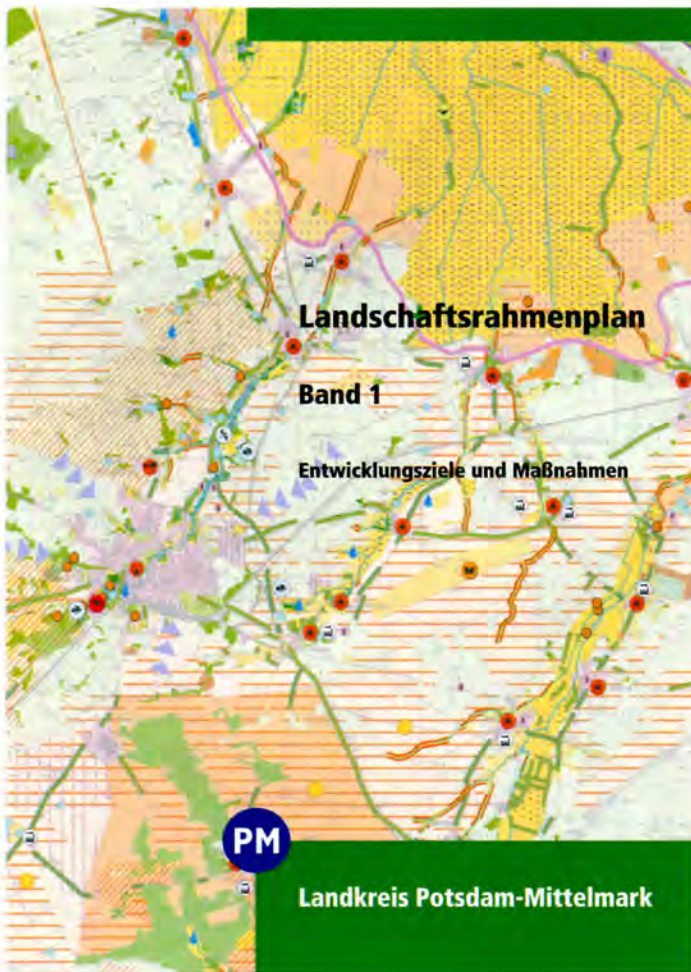 Landschaftsrahmenplan
Band 1
Entwicklungsziele und Maßnahmen
PM
Landkreis Potsdam-Mittelmark